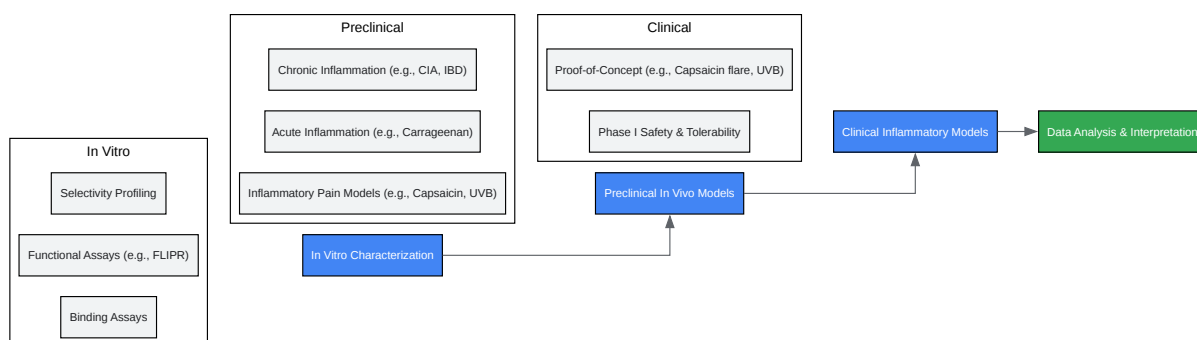 Preclinical
Chronic Inflammation (e.g., CIA, IBD)
Acute Inflammation (e.g., Carrageenan)
Inflammatory Pain Models (e.g., Capsaicin, UVB)
Clinical
Proof-of-Concept (e.g., Capsaicin flare, UVB)
Phase I Safety & Tolerability
In Vitro
Selectivity Profiling
Functional Assays (e.g., FLIPR)
Binding Assays
In Vitro Characterization
Preclinical In Vivo Models
Clinical Inflammatory Models
Data Analysis & Interpretation